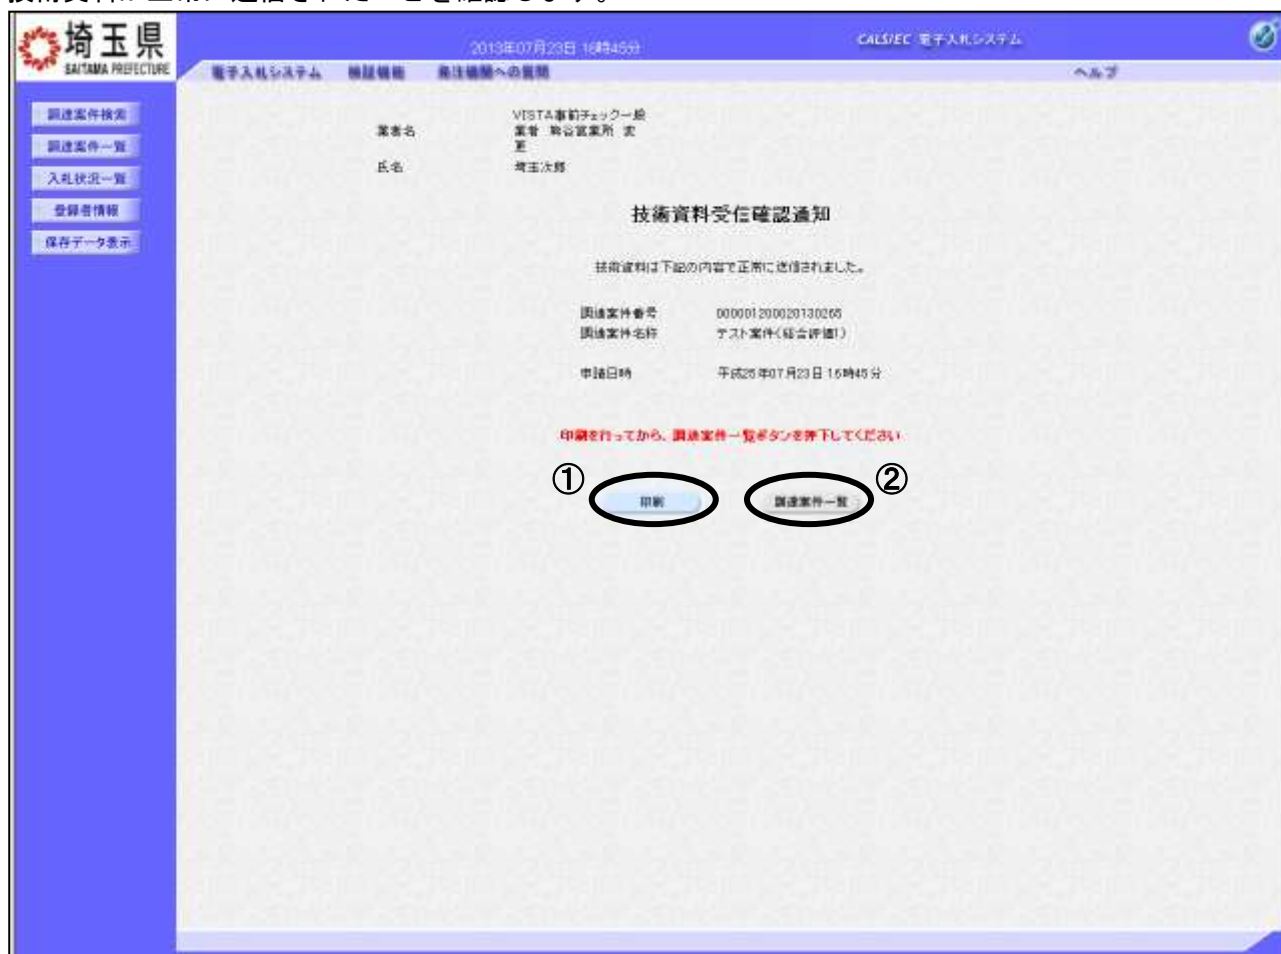 埼玉県
SAITAMA PREFECTURE
2013年07月23日 16時45分
CALS/EC 電子入札システム
電子入札システム 検証機能 発注機関への質問 ヘルプ
調達案件検索
調達案件一覧
入札状況一覧
登録者情報
保存データ表示
業者名
VISTA事前チェック一般
業者 熊谷営業所 変
更
氏名 埼玉次郎
技術資料受信確認通知
技術資料は下記の内容で正常に送信されました。
調達案件番号 000001200020130265
調達案件名称 テスト案件(総合評価1)
申請日時 平成25年07月23日 16時45分
印刷を行ってから、調達案件一覧ボタンを押下してください
① 印刷 ② 調達案件一覧